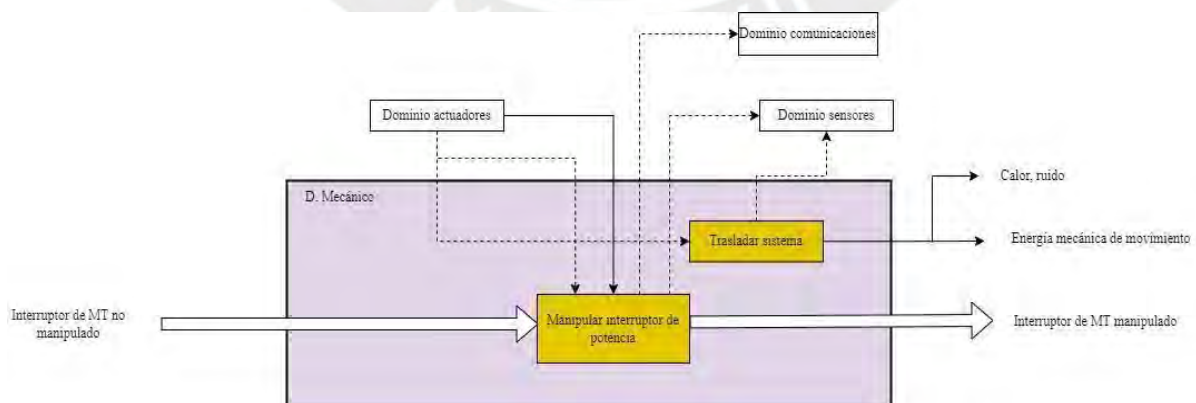 Dominio comunicaciones
Dominio actuadores
Dominio sensores
Calor, ruido
D. Mecánico
Trasladar sistema
Energía mecánica de movimiento
Interruptor de MT no
manipulado
Manipular interruptor de
potencia
Interruptor de MT manipulado